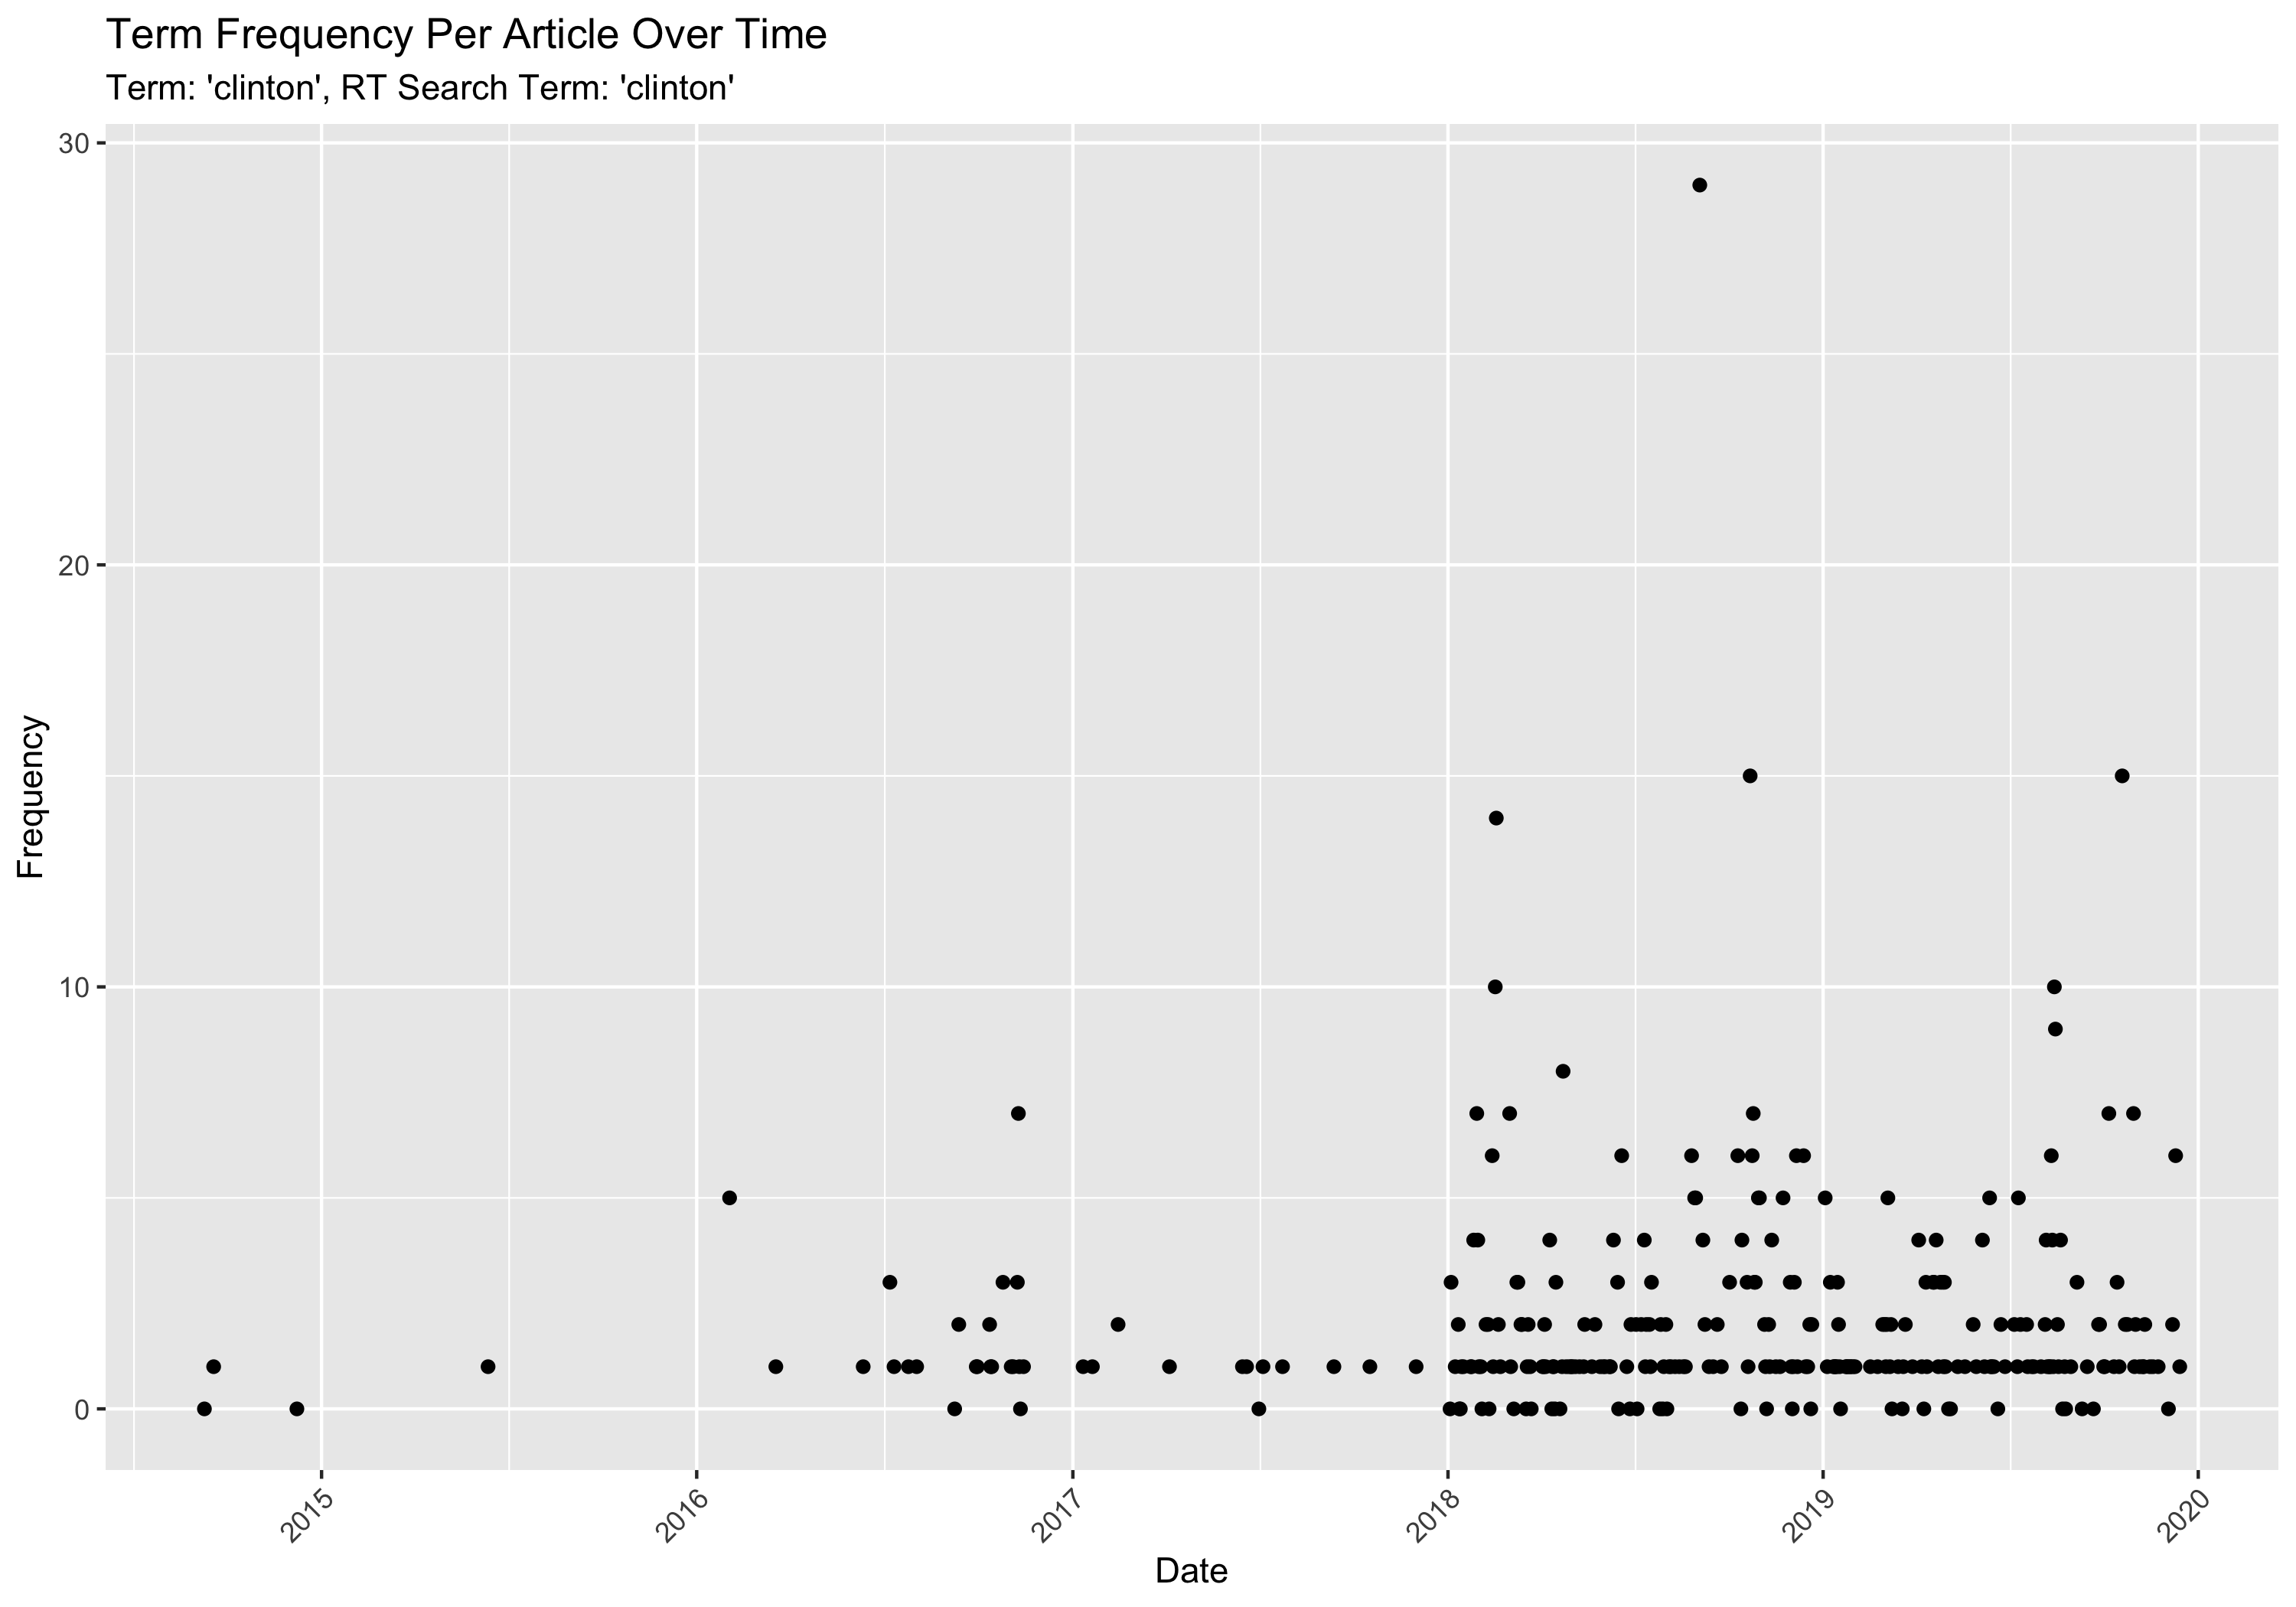 Term Frequency Per Article Over Time
Term: 'clinton', RT Search Term: 'clinton'
30
20
10
0
Frequency
2015
2016
2017
2018
2019
2020
Date